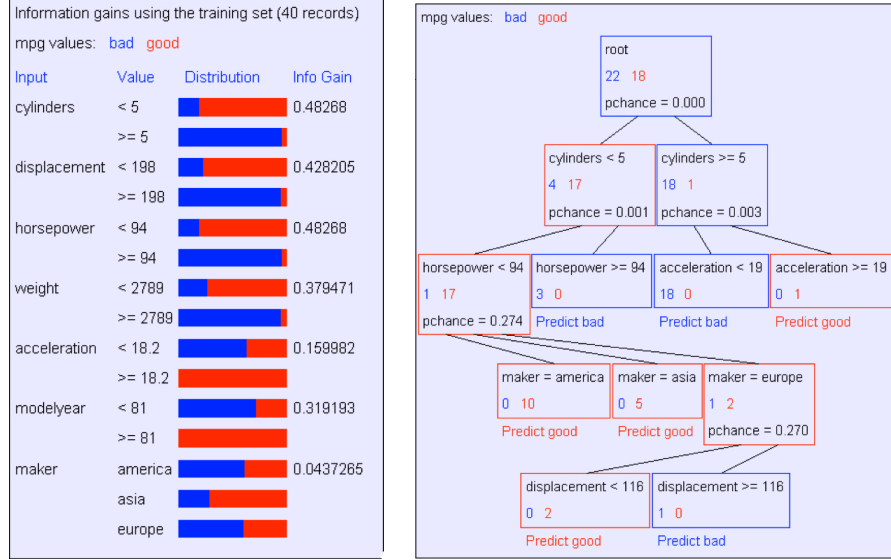 Information gains using the training set (40 records)
mpg values: bad good
Input Value Distribution Info Gain
cylinders < 5 0.48268
>= 5
displacement < 198 0.428205
>= 198
horsepower < 94 0.48268
>= 94
weight < 2789 0.379471
>= 2789
acceleration < 18.2 0.159982
>= 18.2
modelyear < 81 0.319193
>= 81
maker america 0.0437265
asia
europe
mpg values: bad good
root
22 18
pchance = 0.000
cylinders < 5 cylinders >= 5
4 17 18 1
pchance = 0.001 pchance = 0.003
horsepower < 94 horsepower >= 94 acceleration < 19 acceleration >= 19
1 17 3 0 18 0 0 1
pchance = 0.274 Predict bad Predict bad Predict good
maker = america maker = asia maker = europe
0 10 0 5 1 2
Predict good Predict good pchance = 0.270
displacement < 116 displacement >= 116
0 2 1 0
Predict good Predict bad